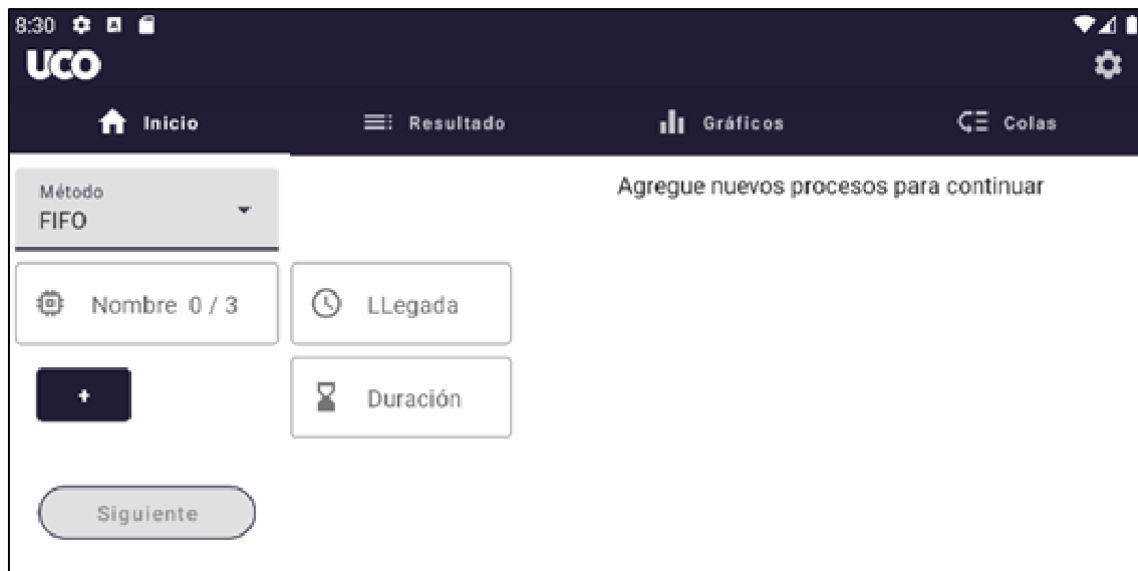 8:30
UCO
Inicio
Resultado
Gráficos
Colas
Método
FIFO
Agregue nuevos procesos para continuar
Nombre 0 / 3
LLegada
+
Duración
Siguiente